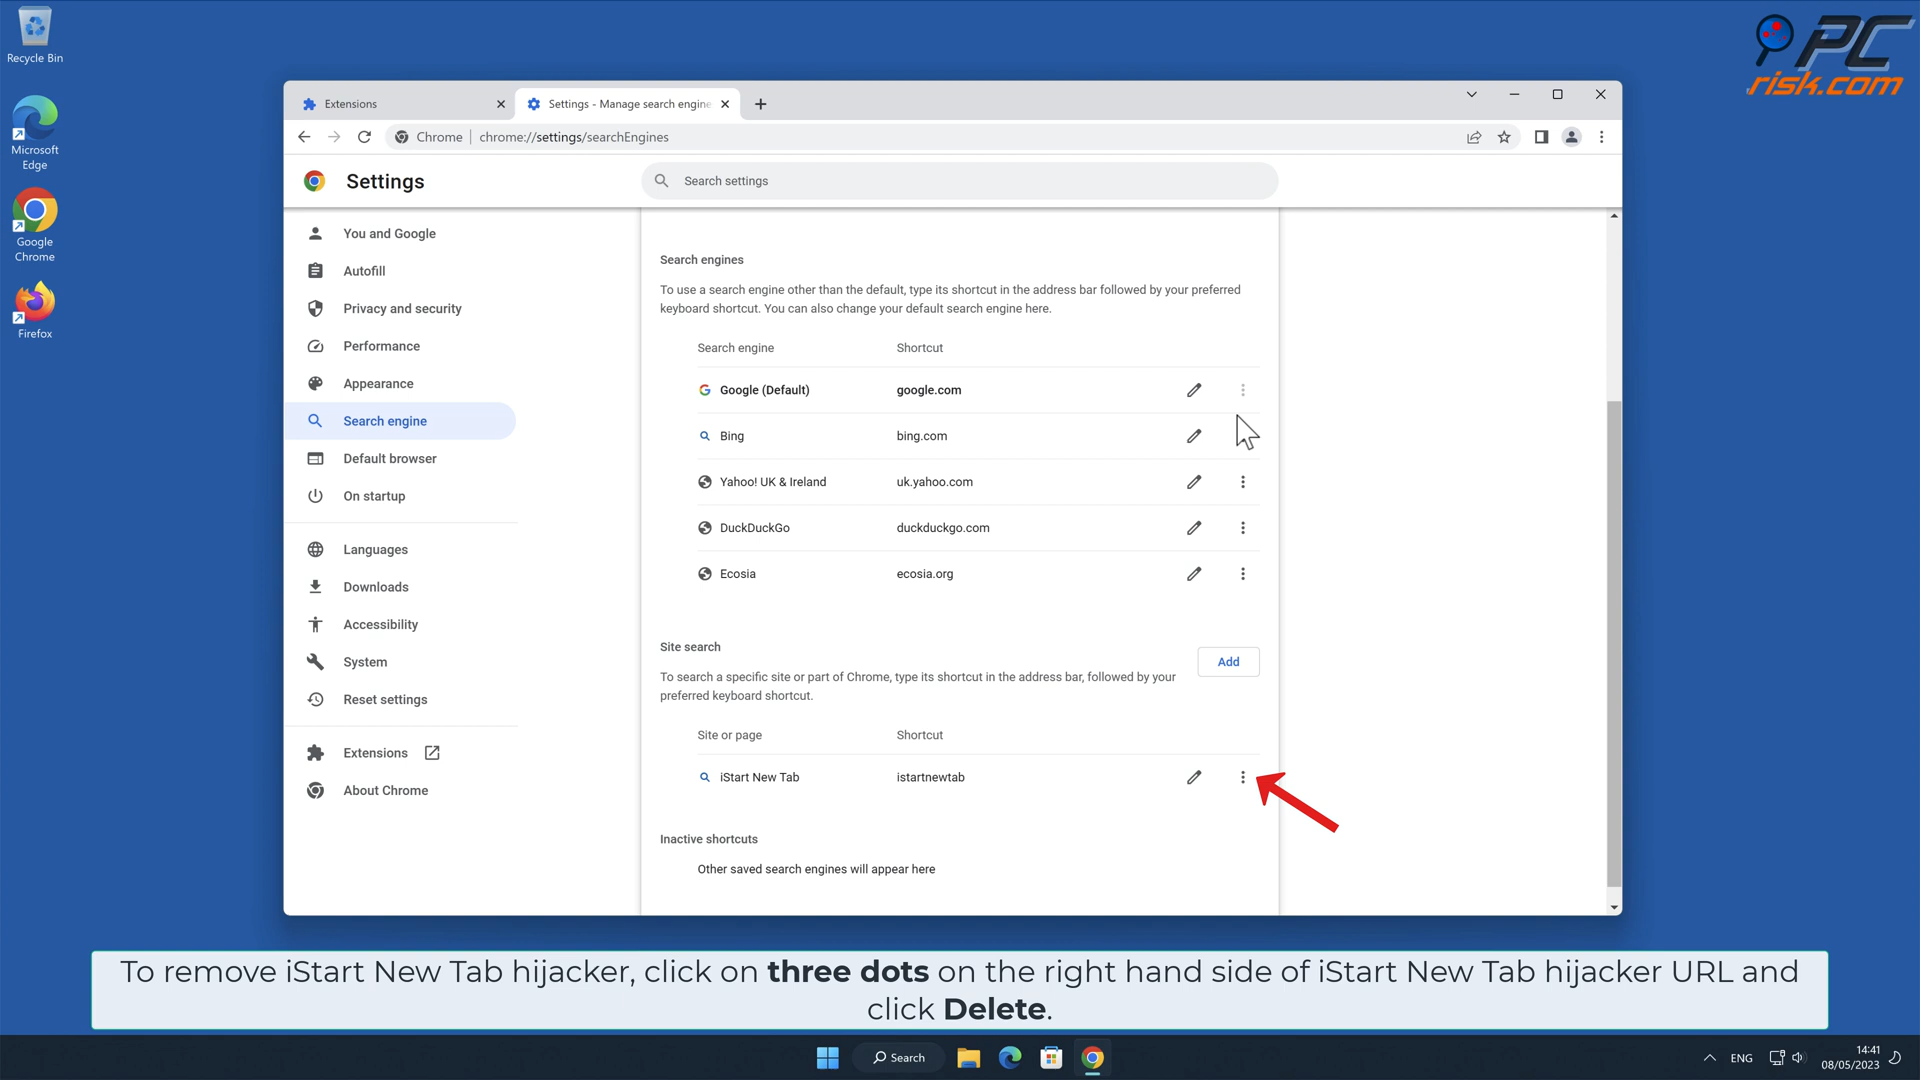 Recycle Bin
Microsoft
Edge
Google
Chrome
Firefox
PC
risk.com
Extensions
Settings - Manage search engine
Chrome
chrome://settings/searchEngines
Settings
Search settings
You and Google
Autofill
Privacy and security
Performance
Appearance
Search engine
Default browser
On startup
Languages
Downloads
Accessibility
System
Reset settings
Extensions
About Chrome
Search engines
To use a search engine other than the default, type its shortcut in the address bar followed by your preferred
keyboard shortcut. You can also change your default search engine here.
Search engine Shortcut
Google (Default) google.com
Bing bing.com
Yahoo! UK & Ireland uk.yahoo.com
DuckDuckGo duckduckgo.com
Ecosia ecosia.org
Site search
Add
To search a specific site or part of Chrome, type its shortcut in the address bar, followed by your
preferred keyboard shortcut.
Site or page Shortcut
iStart New Tab istartnewtab
Inactive shortcuts
Other saved search engines will appear here
To remove iStart New Tab hijacker, click on three dots on the right hand side of iStart New Tab hijacker URL and
click Delete.
Search
ENG
14:41
08/05/2023